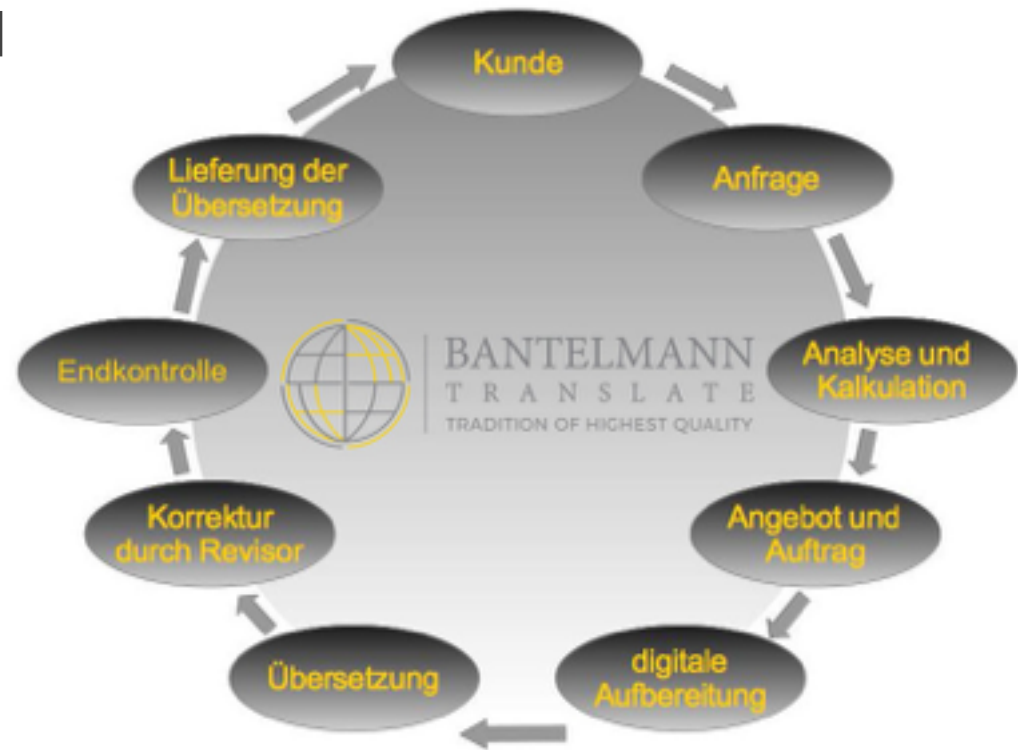 Kunde
Anfrage
Analyse und
Kalkulation
Angebot und
Auftrag
digitale
Aufbereitung
Übersetzung
Korrektur
durch Revisor
Endkontrolle
Lieferung der
Übersetzung
BANTELMANN
TRANSLATE
TRADITION OF HIGHEST QUALITY